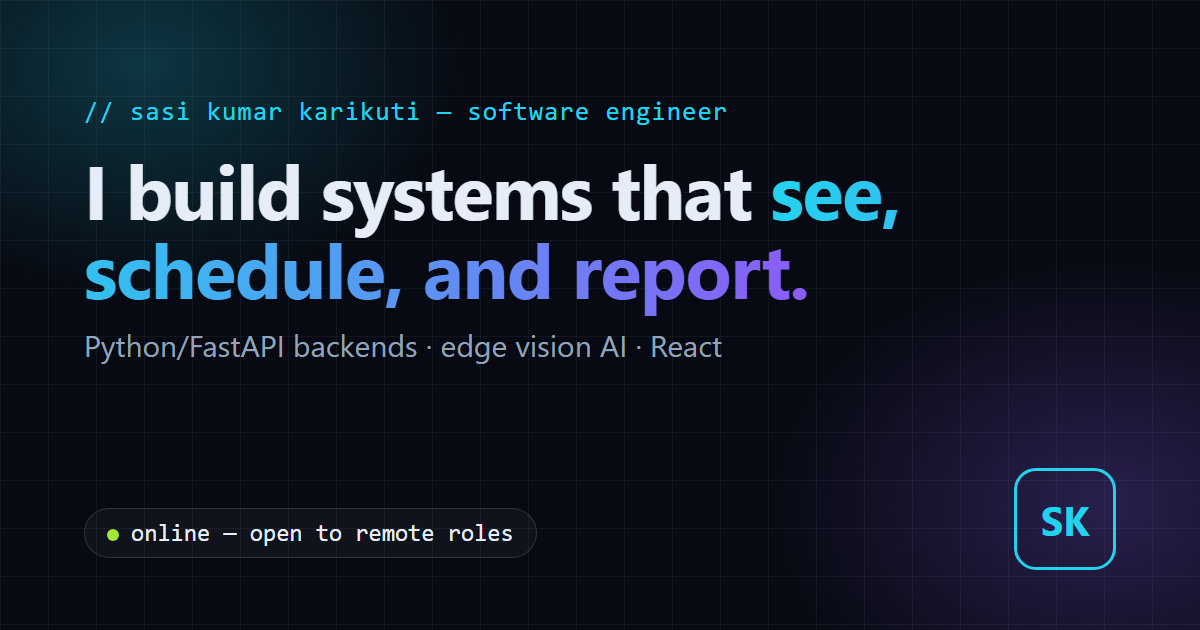 // sasi kumar karikuti — software engineer
I build systems that see,
schedule, and report.
Python/FastAPI backends · edge vision AI · React
online — open to remote roles
SK